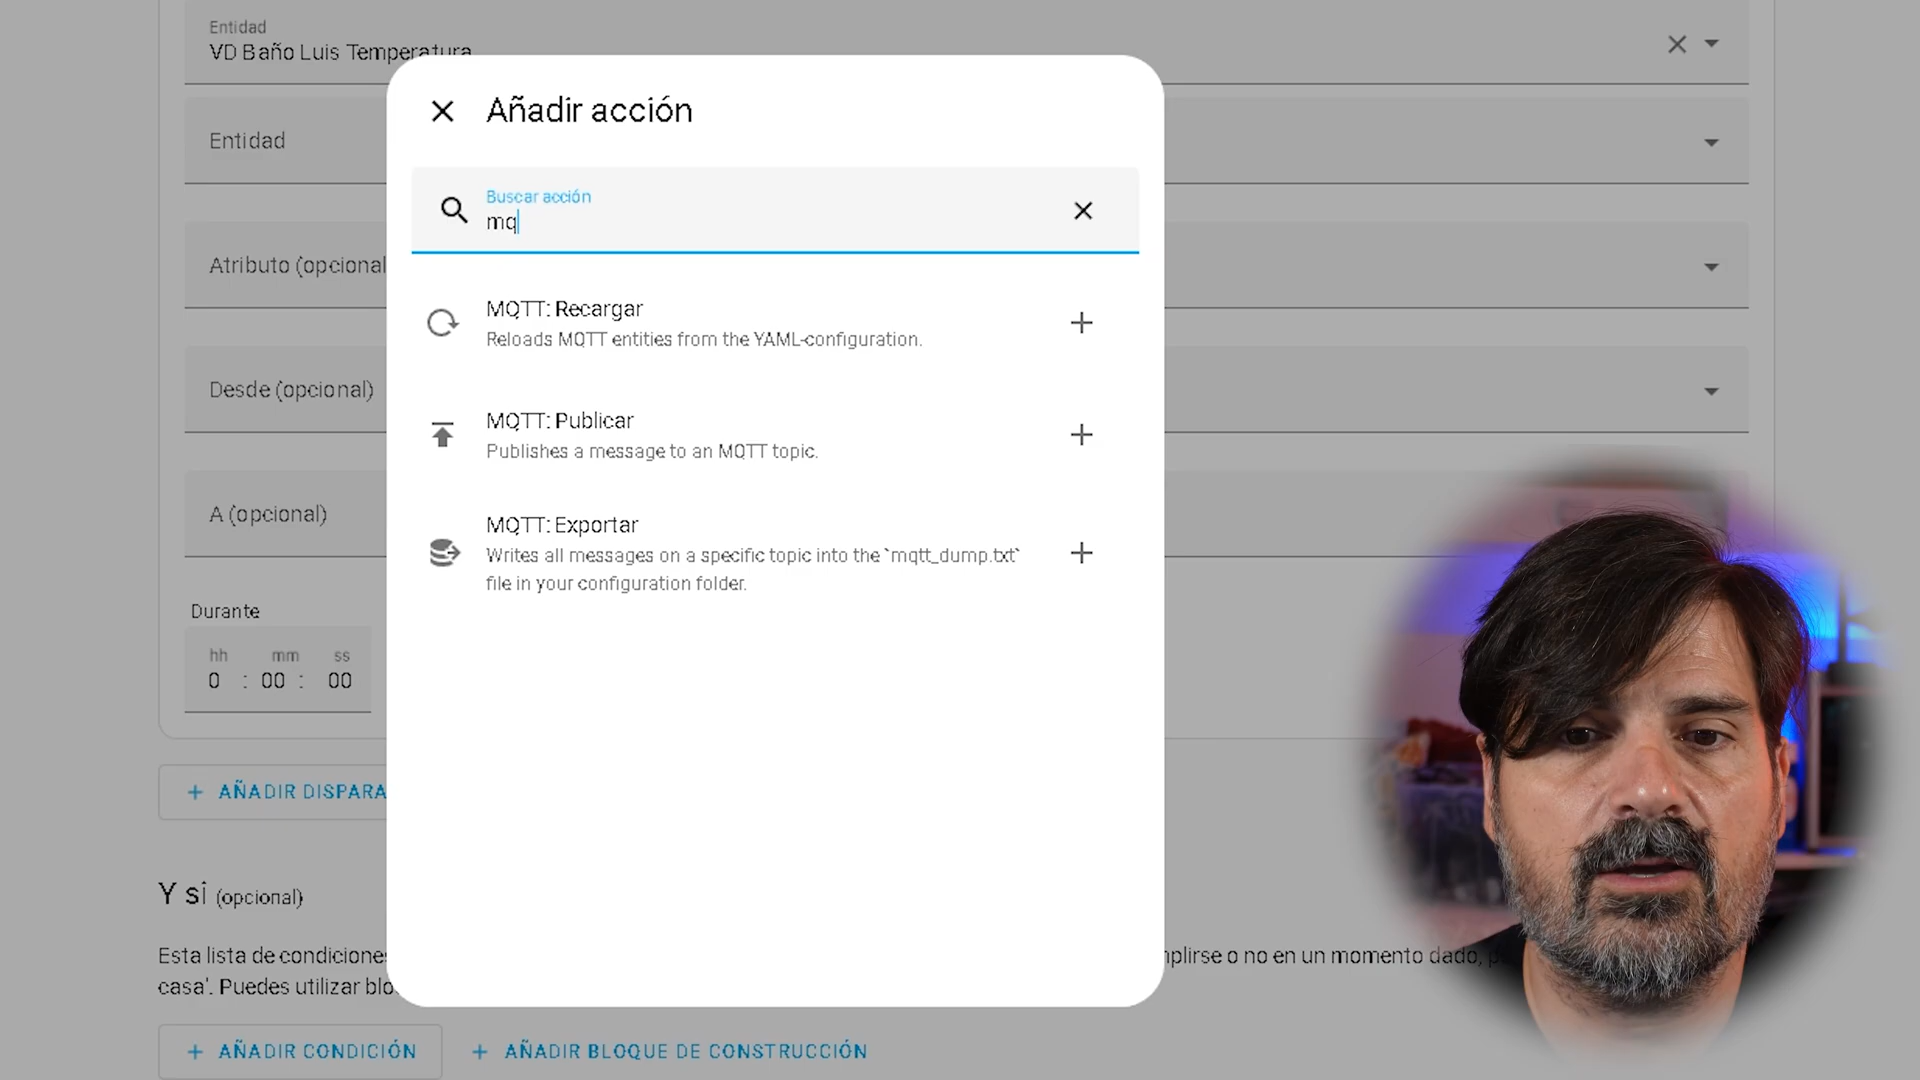 Entidad
VD Baño Luis Temperatura
Entidad
Atributo (opcional
Desde (opcional)
A (opcional)
Durante
hh mm ss
0 : 00 : 00
+ AÑADIR DISPARA
Y si (opcional)
Esta lista de condicione
mplirse o no en un momento dado,
casa'. Puedes utilizar blo
+ AÑADIR CONDICIÓN
+ AÑADIR BLOQUE DE CONSTRUCCIÓN
Añadir acción
Buscar acción
mq
MQTT: Recargar
Reloads MQTT entities from the YAML-configuration.
MQTT: Publicar
Publishes a message to an MQTT topic.
MQTT: Exportar
Writes all messages on a specific topic into the `mqtt_dump.txt`
file in your configuration folder.